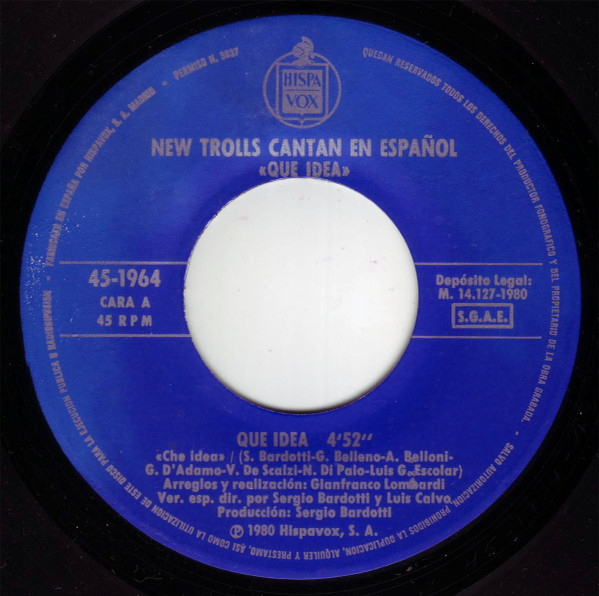 HISPA
VOX
NEW TROLLS CANTAN EN ESPAÑOL
«QUE IDEA»
45-1964
CARA A
45 RPM
Depósito Legal:
M. 14.127-1980
S.G.A.E.
QUE IDEA 4'52"
«Che idea» / (S. Bardotti-G. Belleno-A. Belloni-
G. D'Adamo-V. De Scalzi-N. Di Palo-Luis G. Escolar)
Arreglos y realización: Gianfranco Lombardi
Ver. esp. dir. por Sergio Bardotti y Luis Calvo
Producción: Sergio Bardotti
Ⓟ 1980 Hispavox, S. A.
FABRICADO EN ESPAÑA POR HISPAVOX, S. A. MADRID - PERMISO N. 3037
QUEDAN RESERVADOS TODOS LOS DERECHOS DEL PRODUCTOR FONOGRAFICO Y DEL PROPIETARIO DE LA OBRA GRABADA. - SALVO AUTORIZACION, PROHIBIDOS LA DUPLICACION, ALQUILER Y PRESTAMO, ASI COMO LA UTILIZACION DE ESTE DISCO PARA LA EJECUCION PUBLICA O RADIODIFUSION -